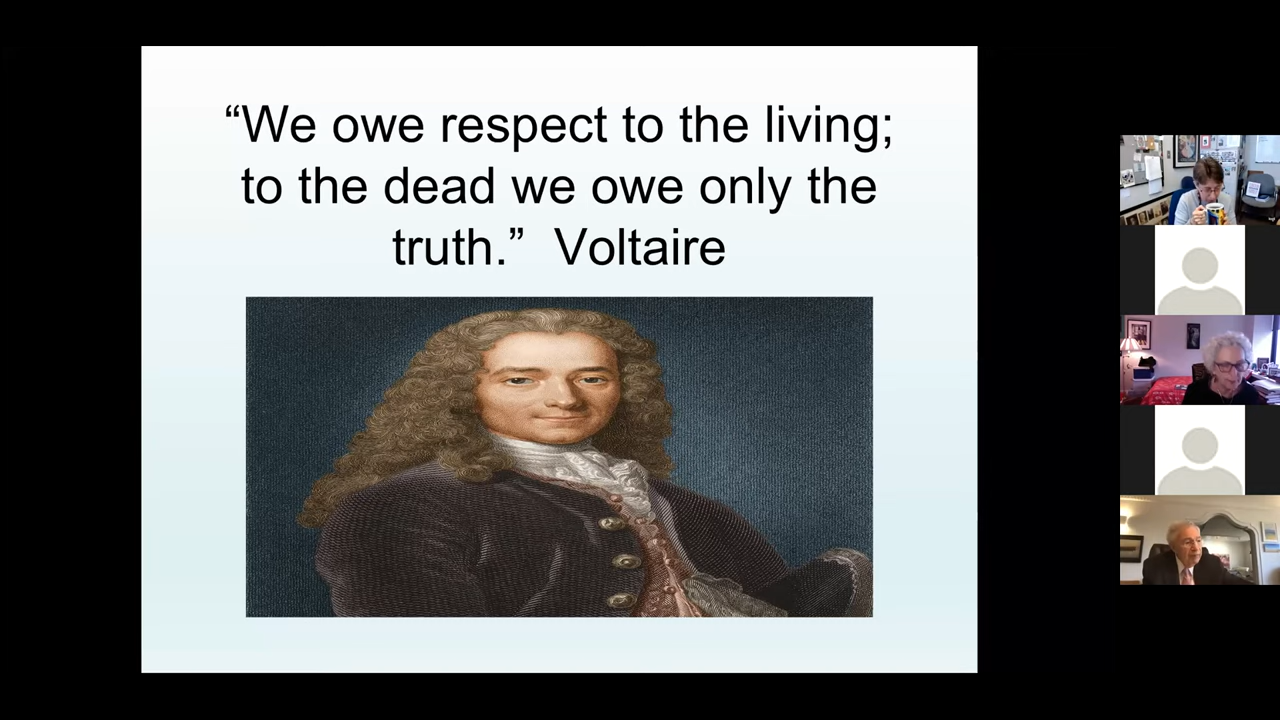 “We owe respect to the living;
to the dead we owe only the
truth.”  Voltaire